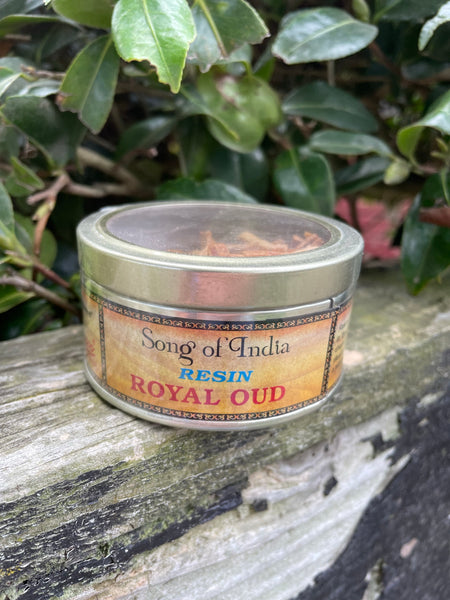 Song of India
RESIN
ROYAL OUD